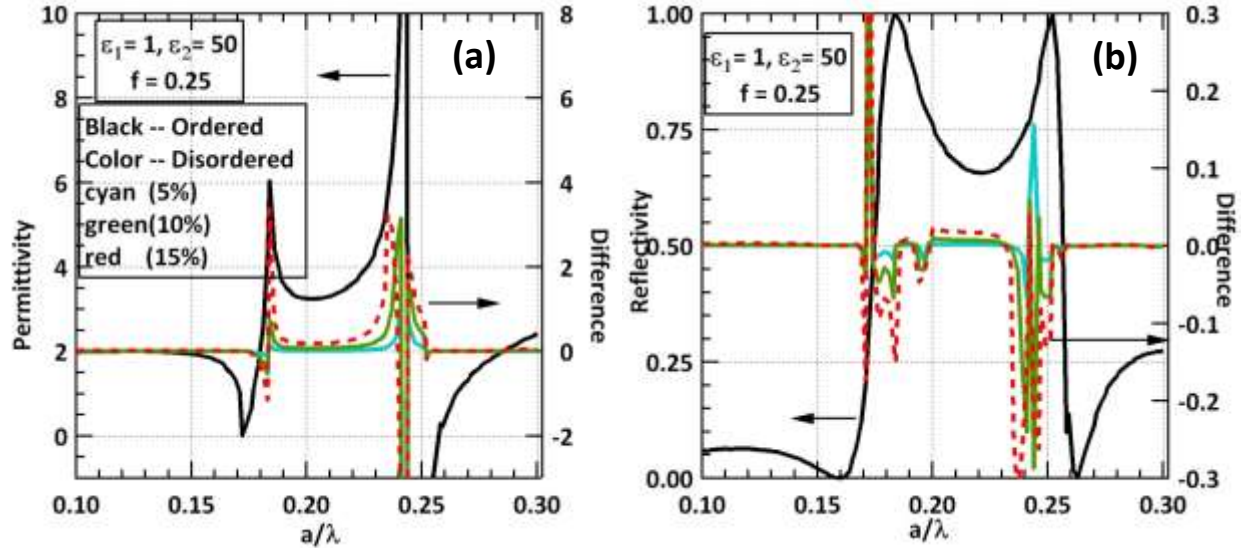 (a)
ε1 = 1, ε2 = 50
f = 0.25
Black -- Ordered
Color -- Disordered
cyan (5%)
green(10%)
red (15%)
Permittivity
10
8
6
4
2
0
Difference
8
6
4
2
0
-2
0.10 0.15 0.20 0.25 0.30
a/λ
(b)
ε1 = 1, ε2 = 50
f = 0.25
Reflectivity
1.00
0.75
0.50
0.25
0.00
Difference
0.3
0.2
0.1
0.0
-0.1
-0.2
-0.3
0.10 0.15 0.20 0.25 0.30
a/λ